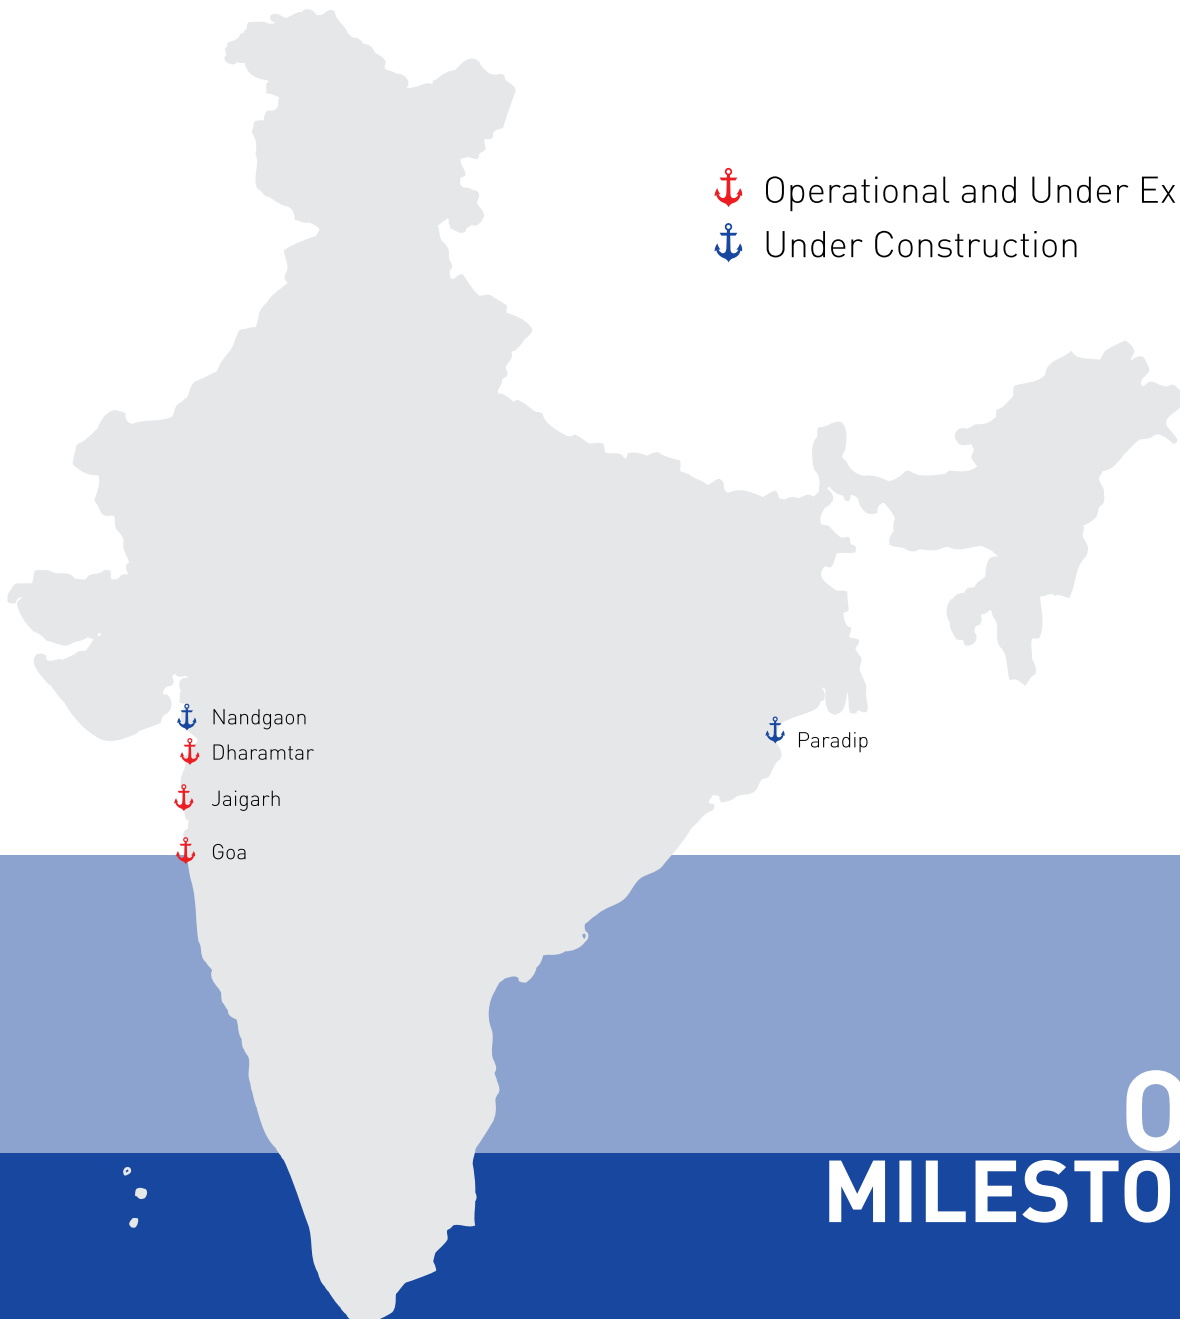 Operational and Under Ex
Under Construction
Nandgaon
Dharamtar
Jaigarh
Goa
Paradip
O
MILESTO